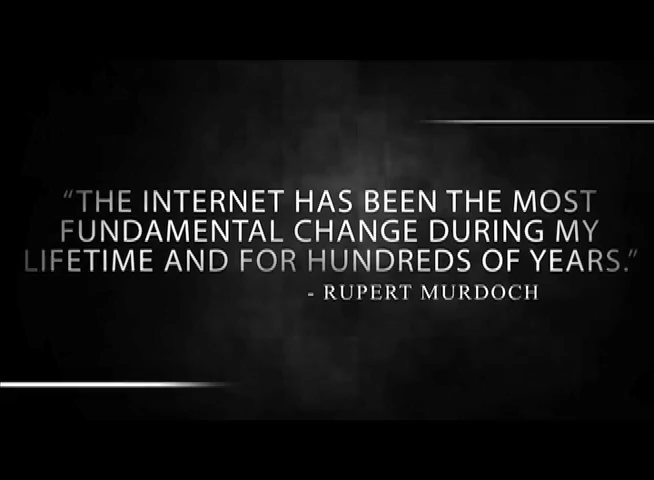 “THE INTERNET HAS BEEN THE MOST
FUNDAMENTAL CHANGE DURING MY
LIFETIME AND FOR HUNDREDS OF YEARS.”
- RUPERT MURDOCH